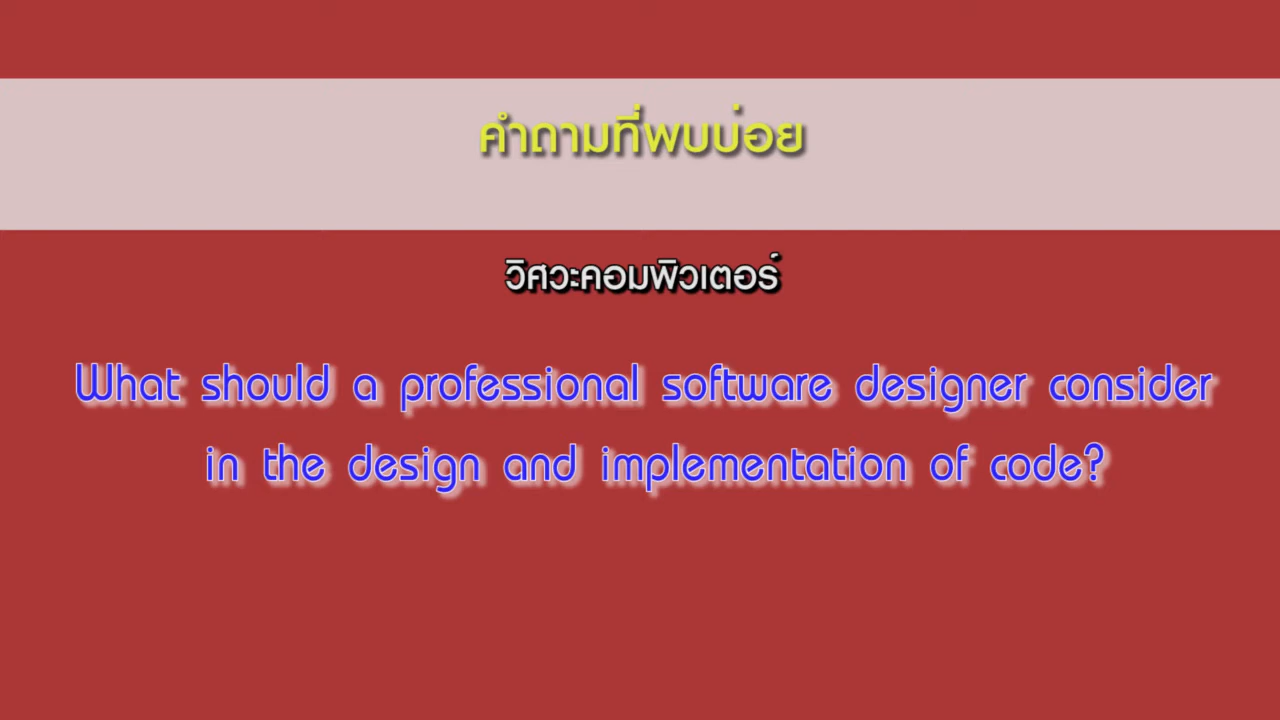 คำถามที่พบบ่อย
วิศวะคอมพิวเตอร์
What should a professional software designer consider
in the design and implementation of code?